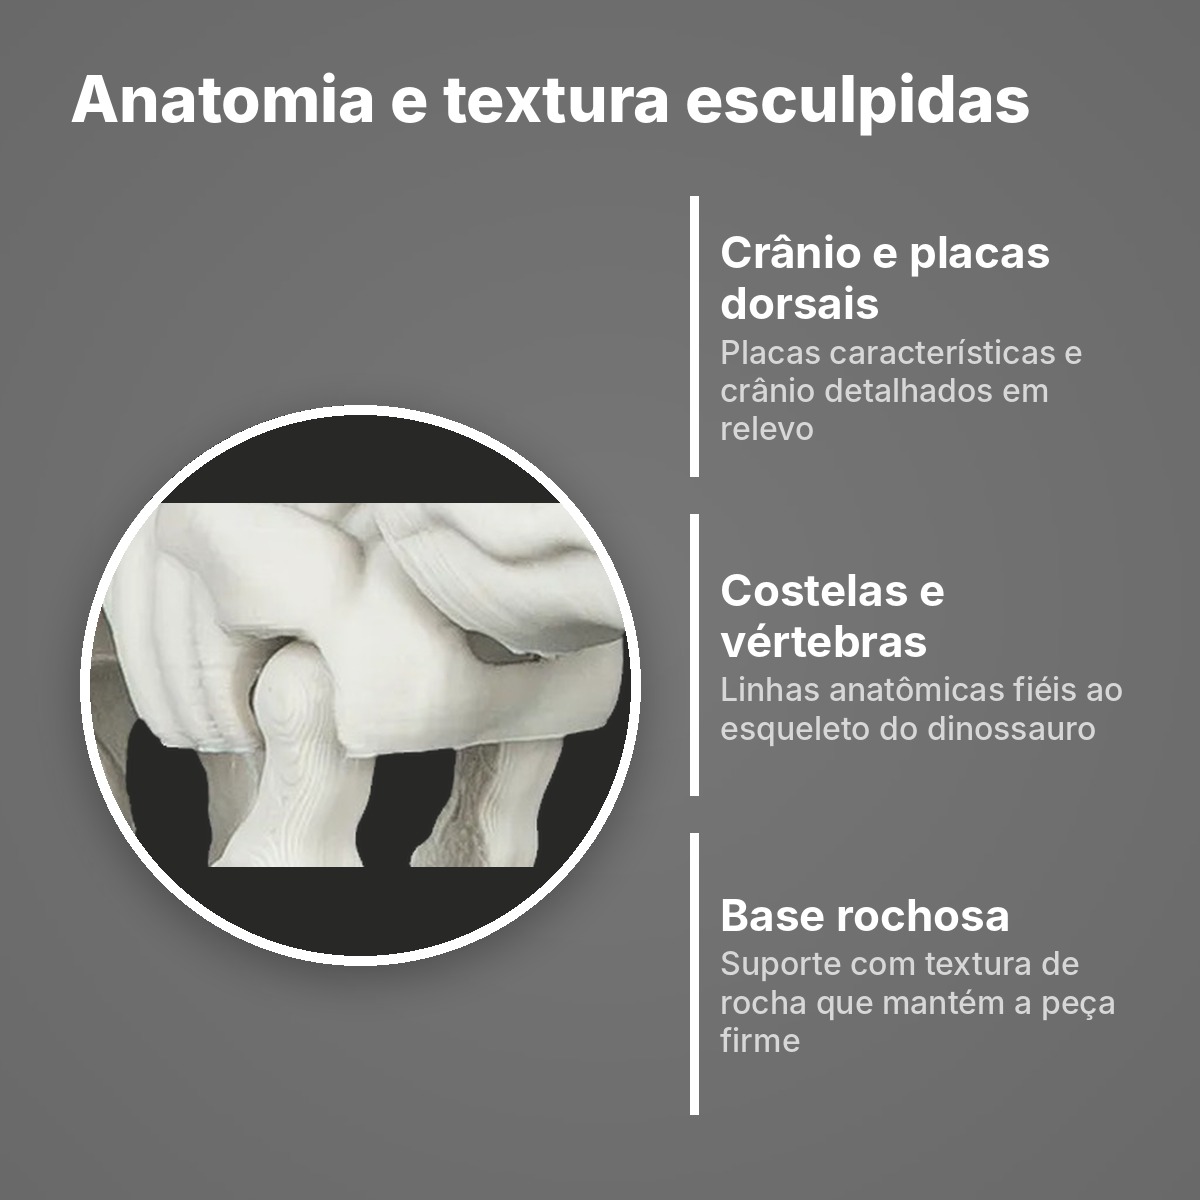 Anatomia e textura esculpidas
Crânio e placas
dorsais
Placas características e
crânio detalhados em
relevo
Costelas e
vértebras
Linhas anatômicas fiéis ao
esqueleto do dinossauro
Base rochosa
Suporte com textura de
rocha que mantém a peça
firme